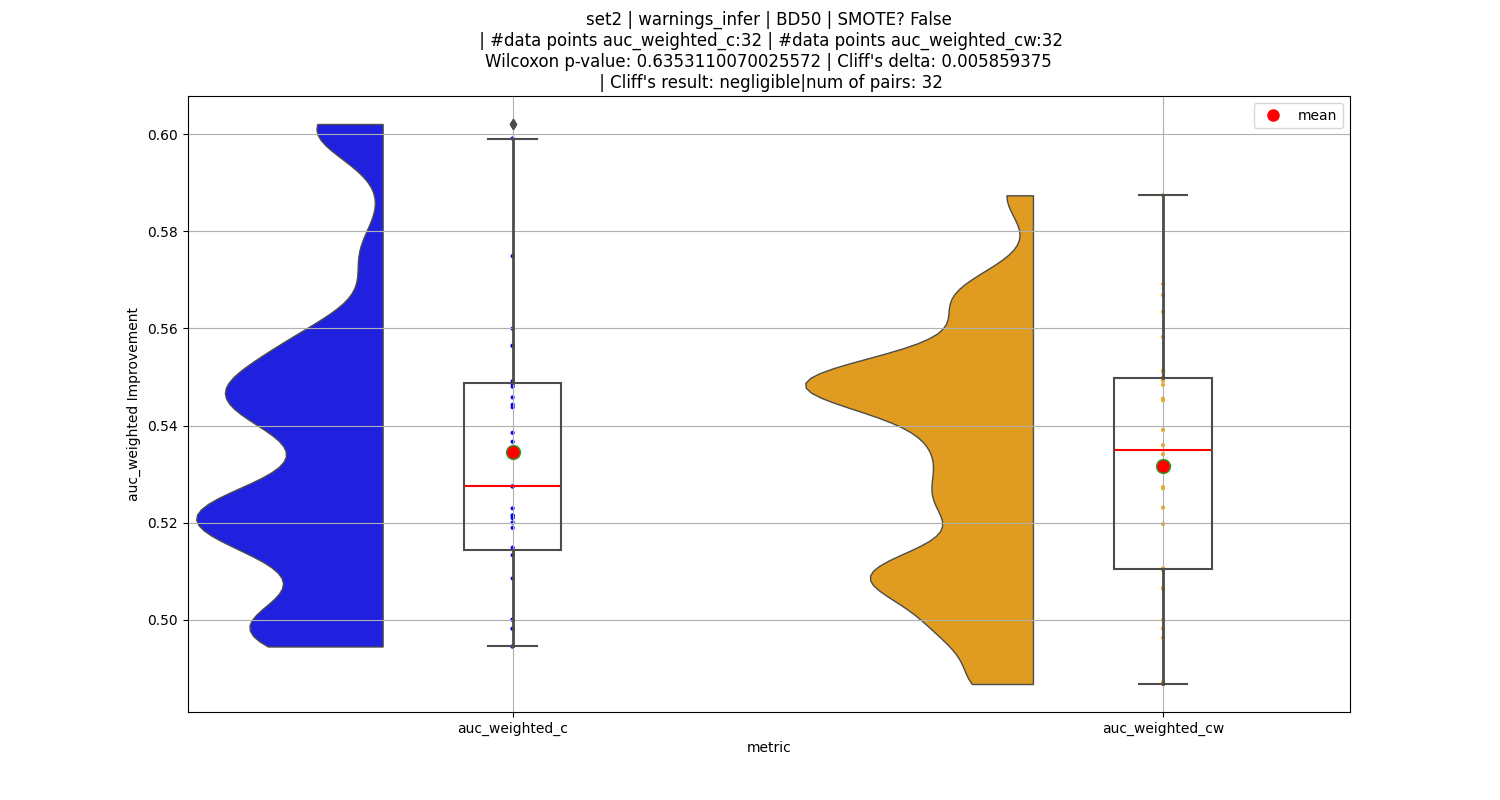 set2 | warnings_infer | BD50 | SMOTE? False
| #data points auc_weighted_c:32 | #data points auc_weighted_cw:32
Wilcoxon p-value: 0.6353110070025572 | Cliff's delta: 0.005859375
| Cliff's result: negligible|num of pairs: 32
mean
0.60
0.58
0.56
0.54
0.52
0.50
auc_weighted Improvement
auc_weighted_c
auc_weighted_cw
metric